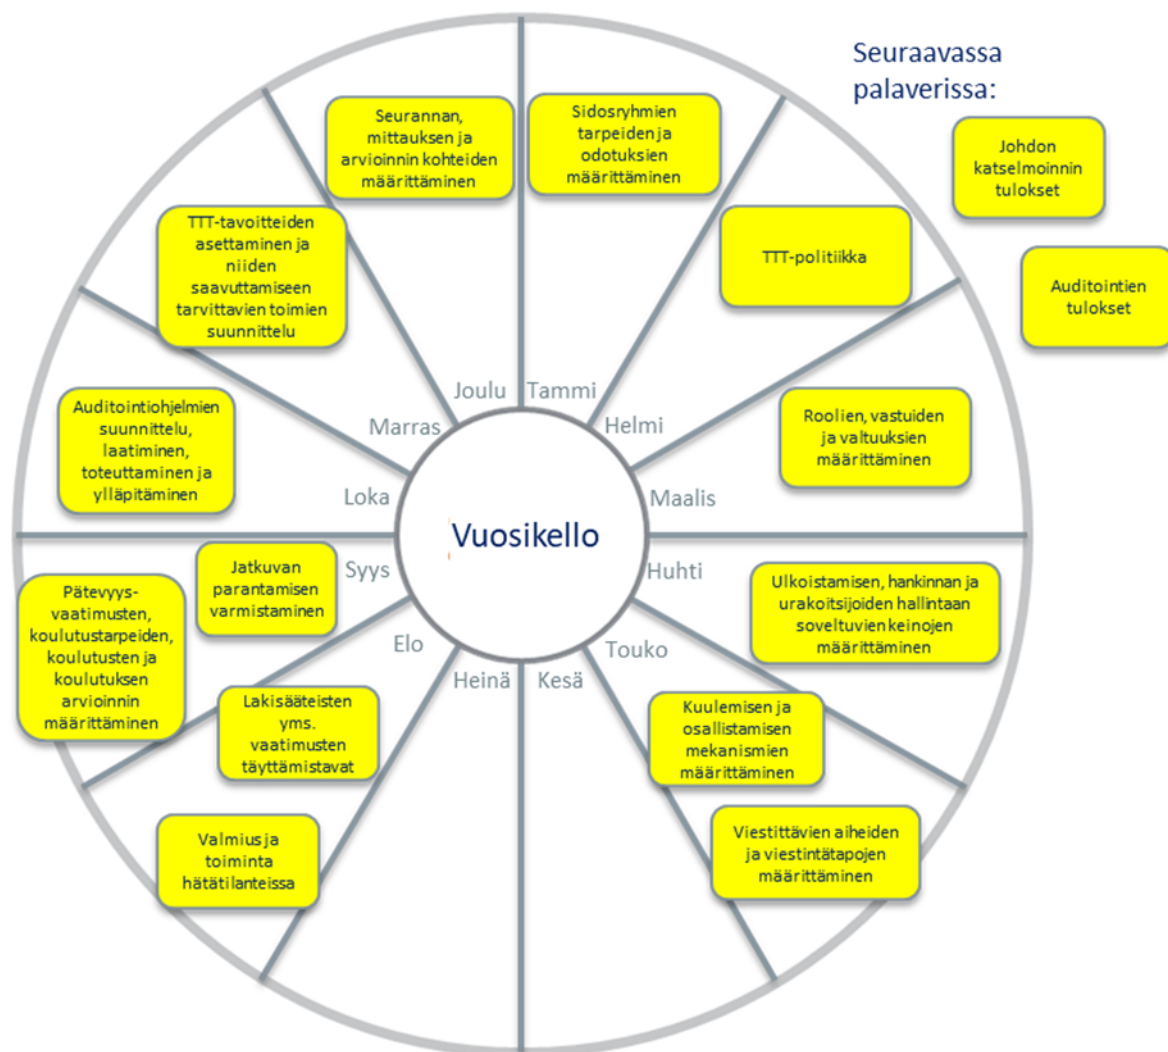 Seuraavassa
palaverissa:
Johdon
katselmoinnin
tulokset
Auditointien
tulokset
Vuosikello
Tammi
Sidosryhmien
tarpeiden ja
odotuksien
määrittäminen
Helmi
TTT-politiikka
Maalis
Roolien, vastuiden
ja valtuuksien
määrittäminen
Huhti
Ulkoistamisen, hankinnan ja
urakoitsijoiden hallintaan
soveltuvien keinojen
määrittäminen
Touko
Kuulemisen ja
osallistamisen
mekanismien
määrittäminen
Viestittävien aiheiden
ja viestintätapojen
määrittäminen
Kesä
Heinä
Elo
Lakisääteisten
yms.
vaatimusten
täyttämistavat
Valmius ja
toiminta
hätätilanteissa
Syys
Jatkuvan
parantamisen
varmistaminen
Pätevyys-
vaatimusten,
koulutustarpeiden,
koulutusten ja
koulutuksen
arvioinnin
määrittäminen
Loka
Auditointiohjelmien
suunnittelu,
laatiminen,
toteuttaminen ja
ylläpitäminen
Marras
TTT-tavoitteiden
asettaminen ja
niiden
saavuttamiseen
tarvittavien toimien
suunnittelu
Joulu
Seurannan,
mittauksen ja
arvioinnin kohteiden
määrittäminen